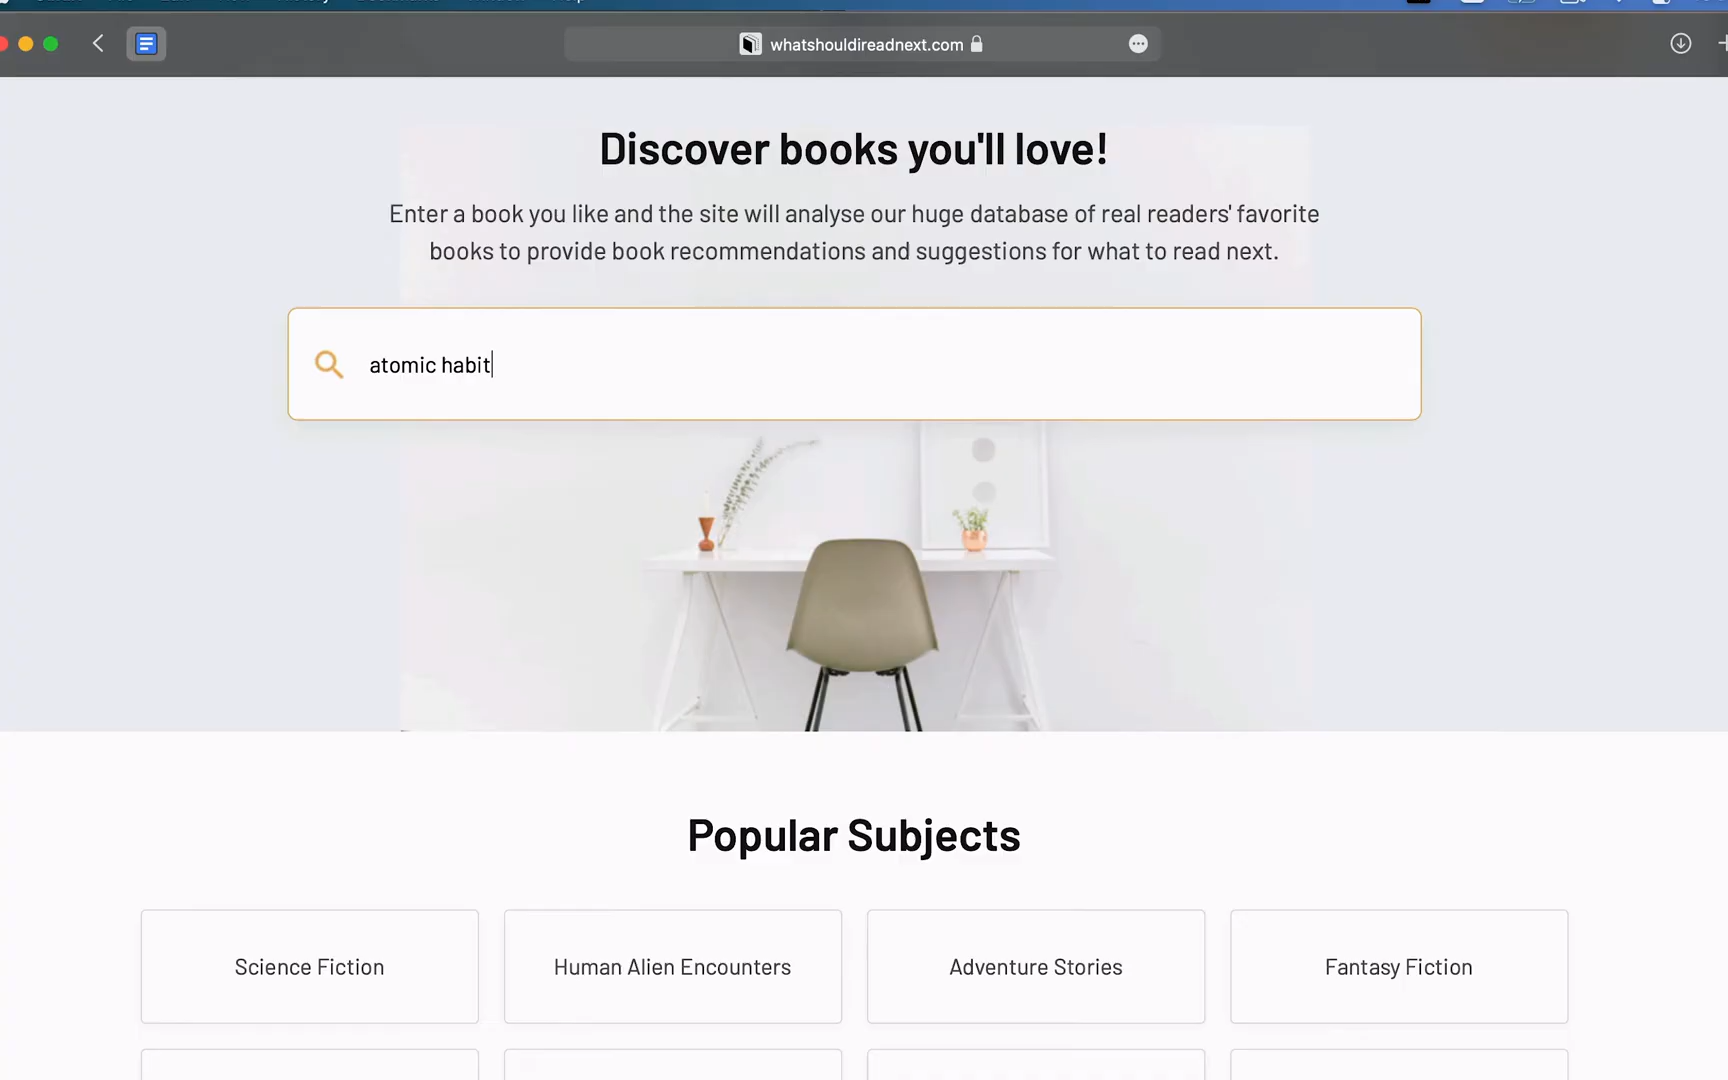 whatshouldireadnext.com
Discover books you'll love!
Enter a book you like and the site will analyse our huge database of real readers' favorite
books to provide book recommendations and suggestions for what to read next.
atomic habit
Popular Subjects
Science Fiction
Human Alien Encounters
Adventure Stories
Fantasy Fiction